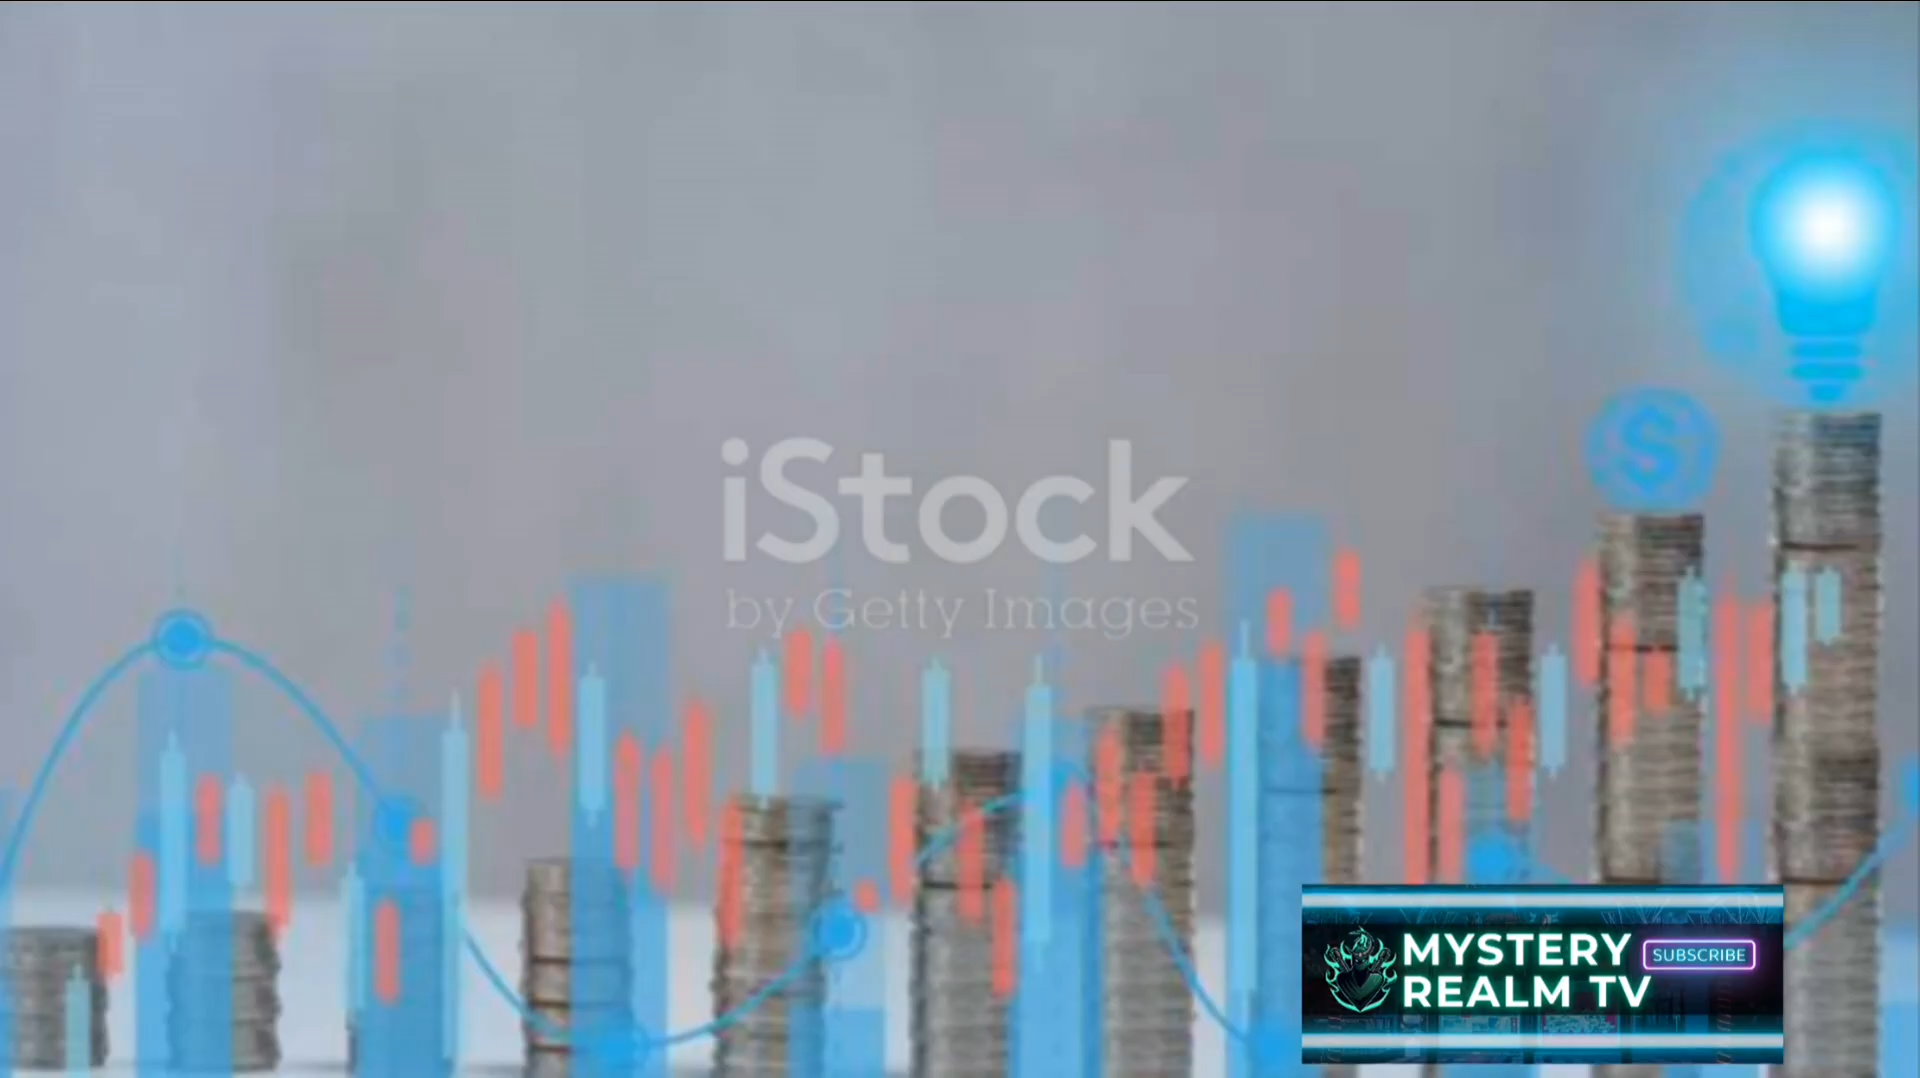 iStock
by Getty Images
$
MYSTERY
REALM TV
SUBSCRIBE